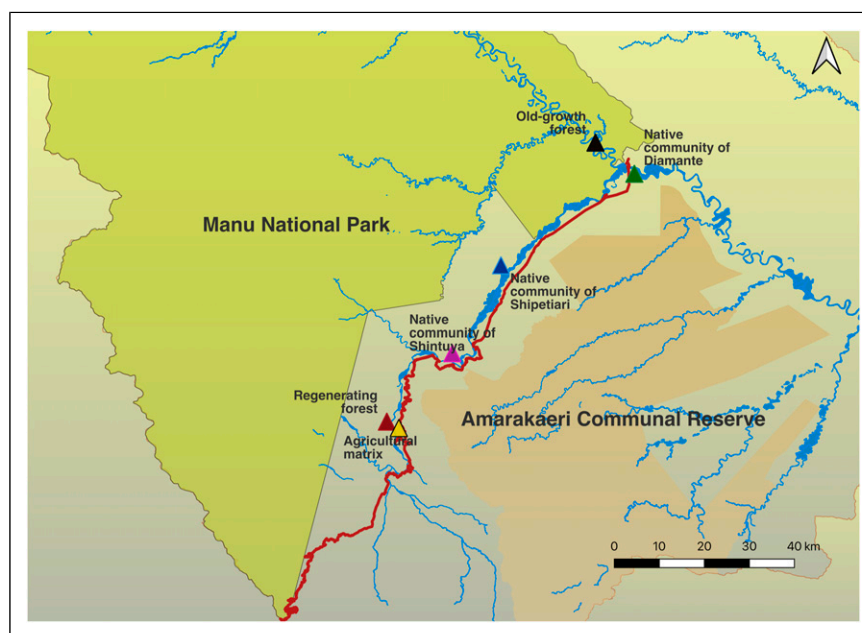 Old-growth
forest
Native
community of
Diamante
Manu National Park
Native
community of
Shipetiari
Native
community of
Shintuya
Regenerating
forest
Amarakaeri Communal Reserve
Agricultural
matrix
0 10 20 30 40 km